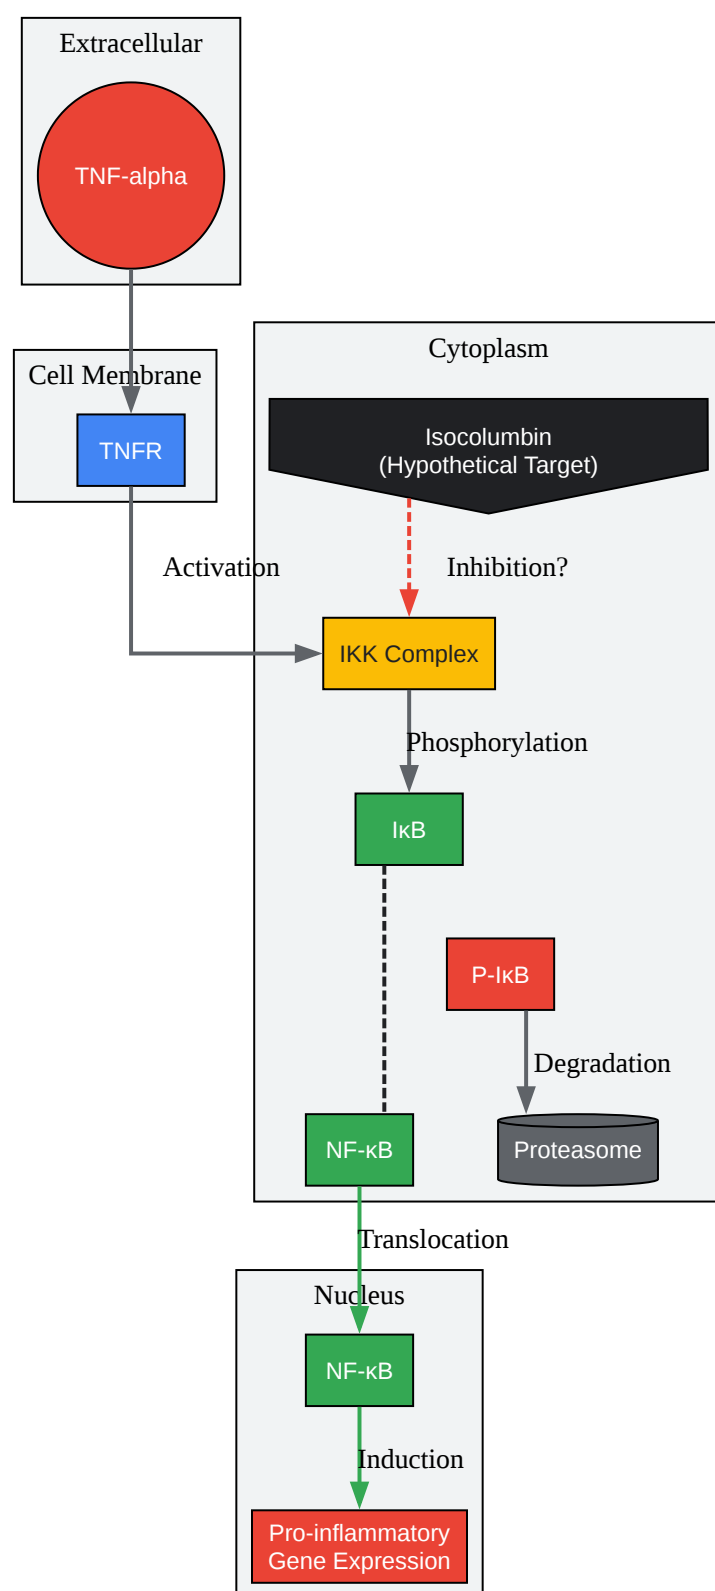 Extracellular
TNF-alpha
Cell Membrane
TNFR
Cytoplasm
Isocolumbin
(Hypothetical Target)
Activation
Inhibition?
IKK Complex
Phosphorylation
IκB
P-IκB
Degradation
NF-κB
Proteasome
Translocation
Nucleus
NF-κB
Induction
Pro-inflammatory
Gene Expression